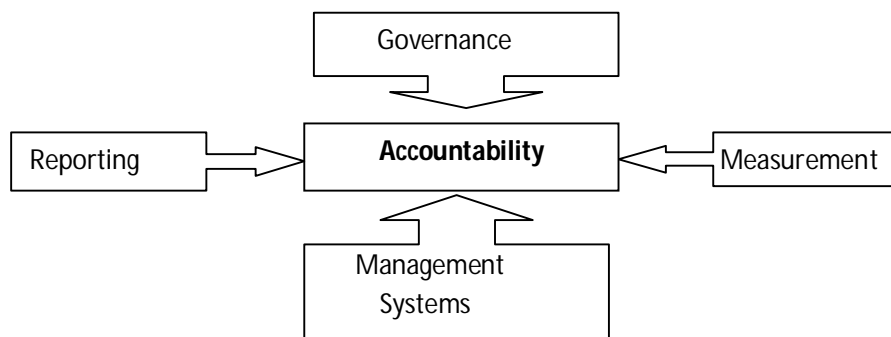 Governance
Reporting
Accountability
Measurement
Management
Systems